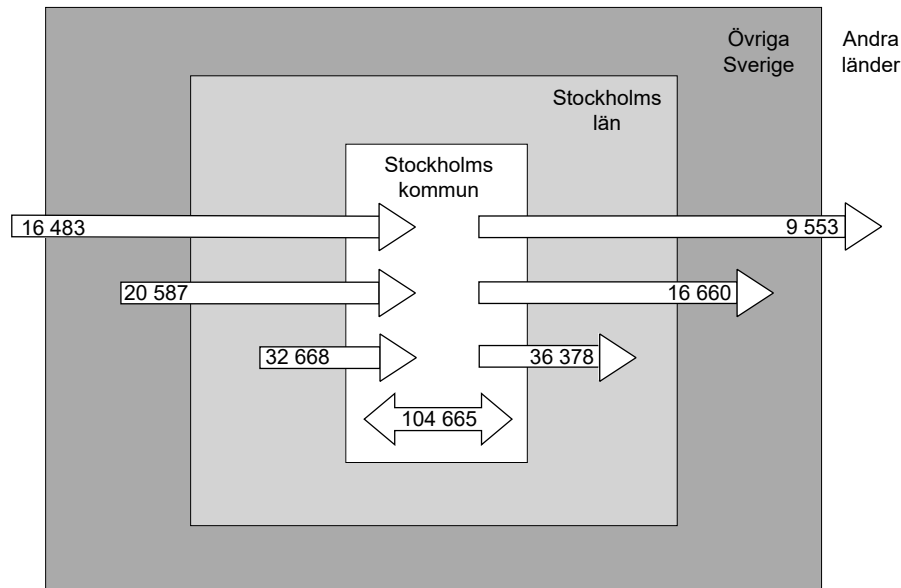 Övriga
Sverige
Andra
länder
Stockholms
län
Stockholms
kommun
16 483
9 553
20 587
16 660
32 668
36 378
104 665